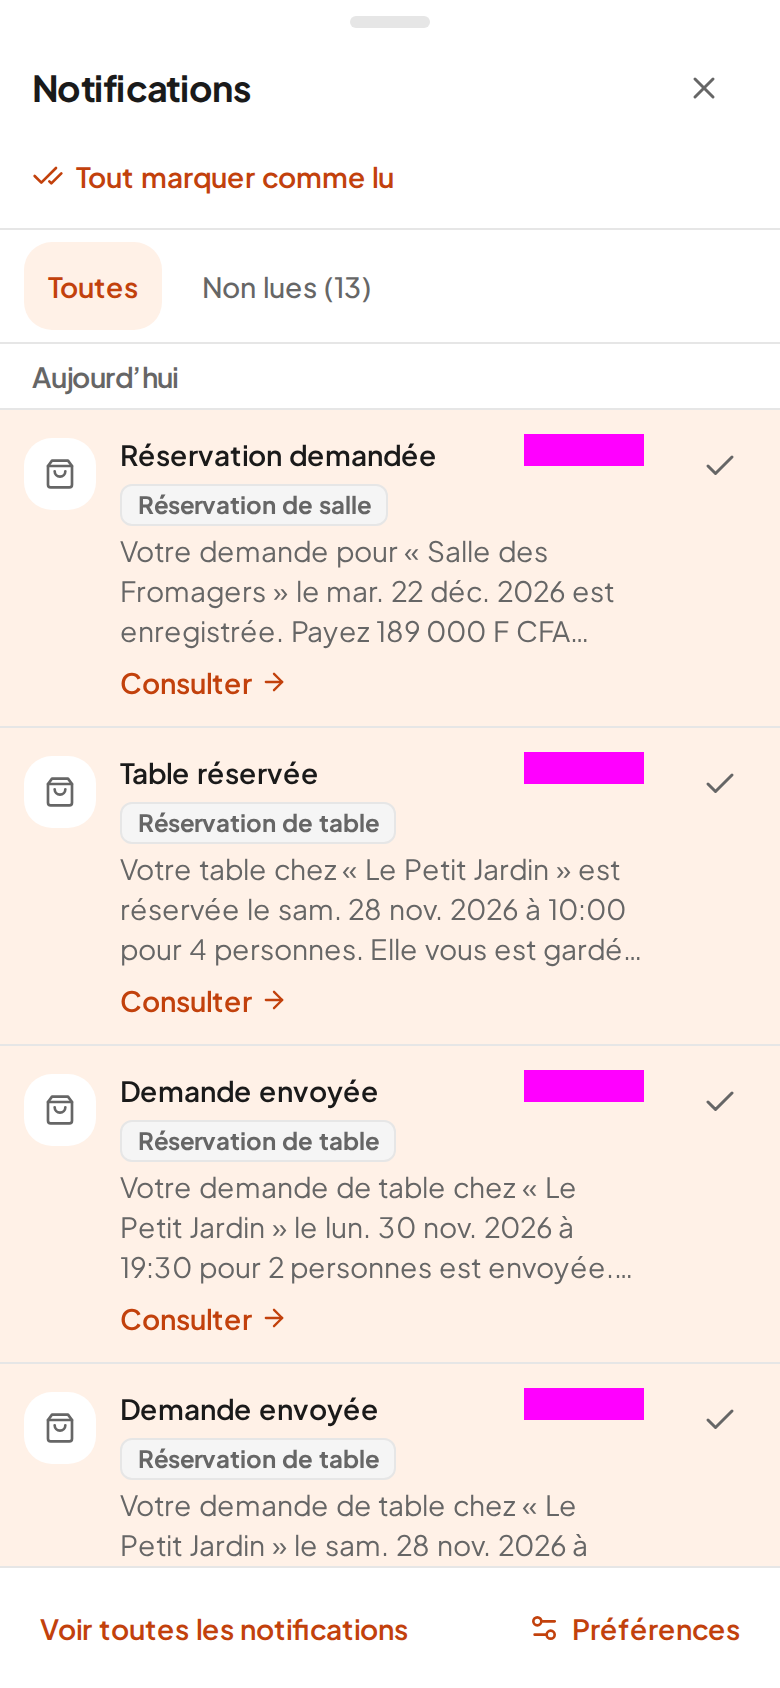 Notifications
Tout marquer comme lu
Toutes
Non lues (13)
Aujourd’hui
Réservation demandée
Réservation de salle
Votre demande pour « Salle des
Fromagers » le mar. 22 déc. 2026 est
enregistrée. Payez 189 000 F CFA…
Consulter
Table réservée
Réservation de table
Votre table chez « Le Petit Jardin » est
réservée le sam. 28 nov. 2026 à 10:00
pour 4 personnes. Elle vous est gardé…
Consulter
Demande envoyée
Réservation de table
Votre demande de table chez « Le
Petit Jardin » le lun. 30 nov. 2026 à
19:30 pour 2 personnes est envoyée.…
Consulter
Demande envoyée
Réservation de table
Votre demande de table chez « Le
Petit Jardin » le sam. 28 nov. 2026 à
Voir toutes les notifications
Préférences